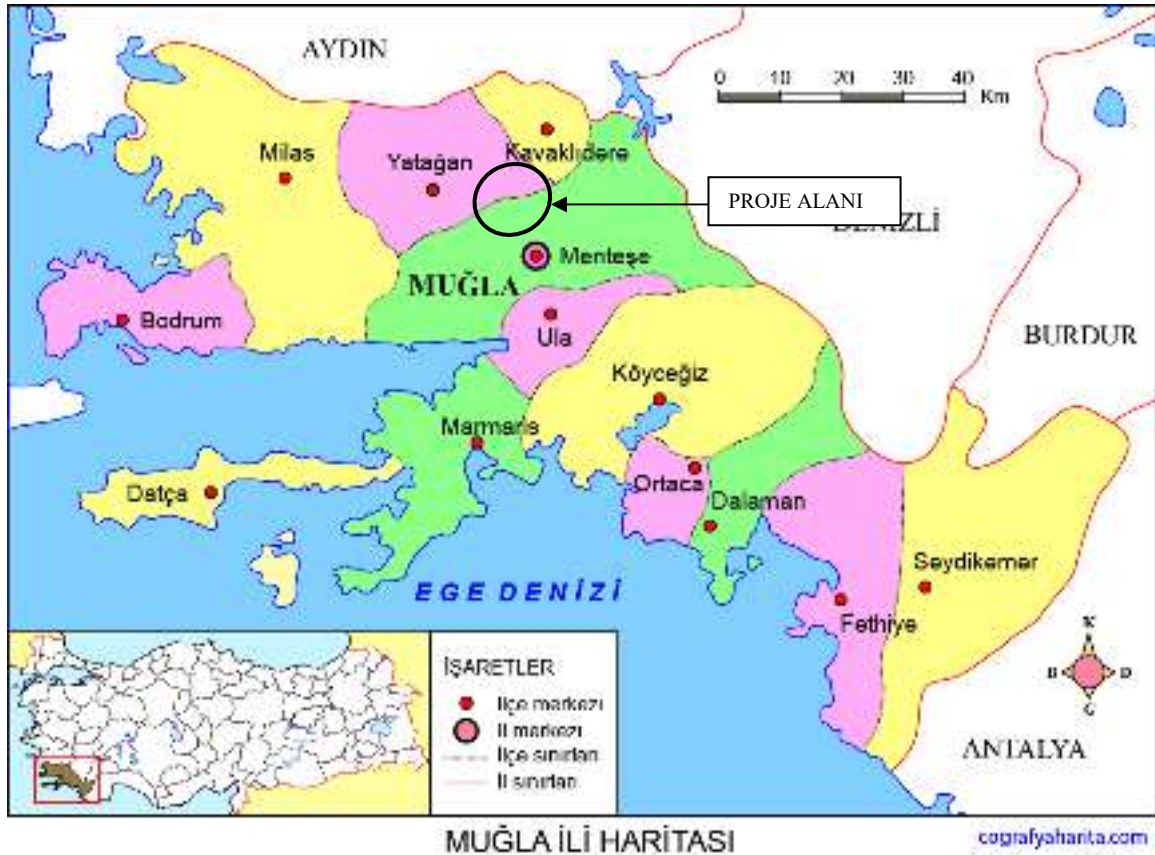 AYDIN
0 10 20 30 40
Km
Milas
Yatağan
Kavaklıdere
PROJE ALANI
DENİZLİ
Menteşe
MUĞLA
Bodrum
Ula
BURDUR
Köyceğiz
Marmaris
Datça
Ortaca
Dalaman
Seydikemer
EGE DENİZİ
Fethiye
K
B D
G
ANTALYA
İŞARETLER
İlçe merkezi
İl merkezi
İlçe sınırları
İl sınırları
MUĞLA İLİ HARİTASI
cografyaharita.com